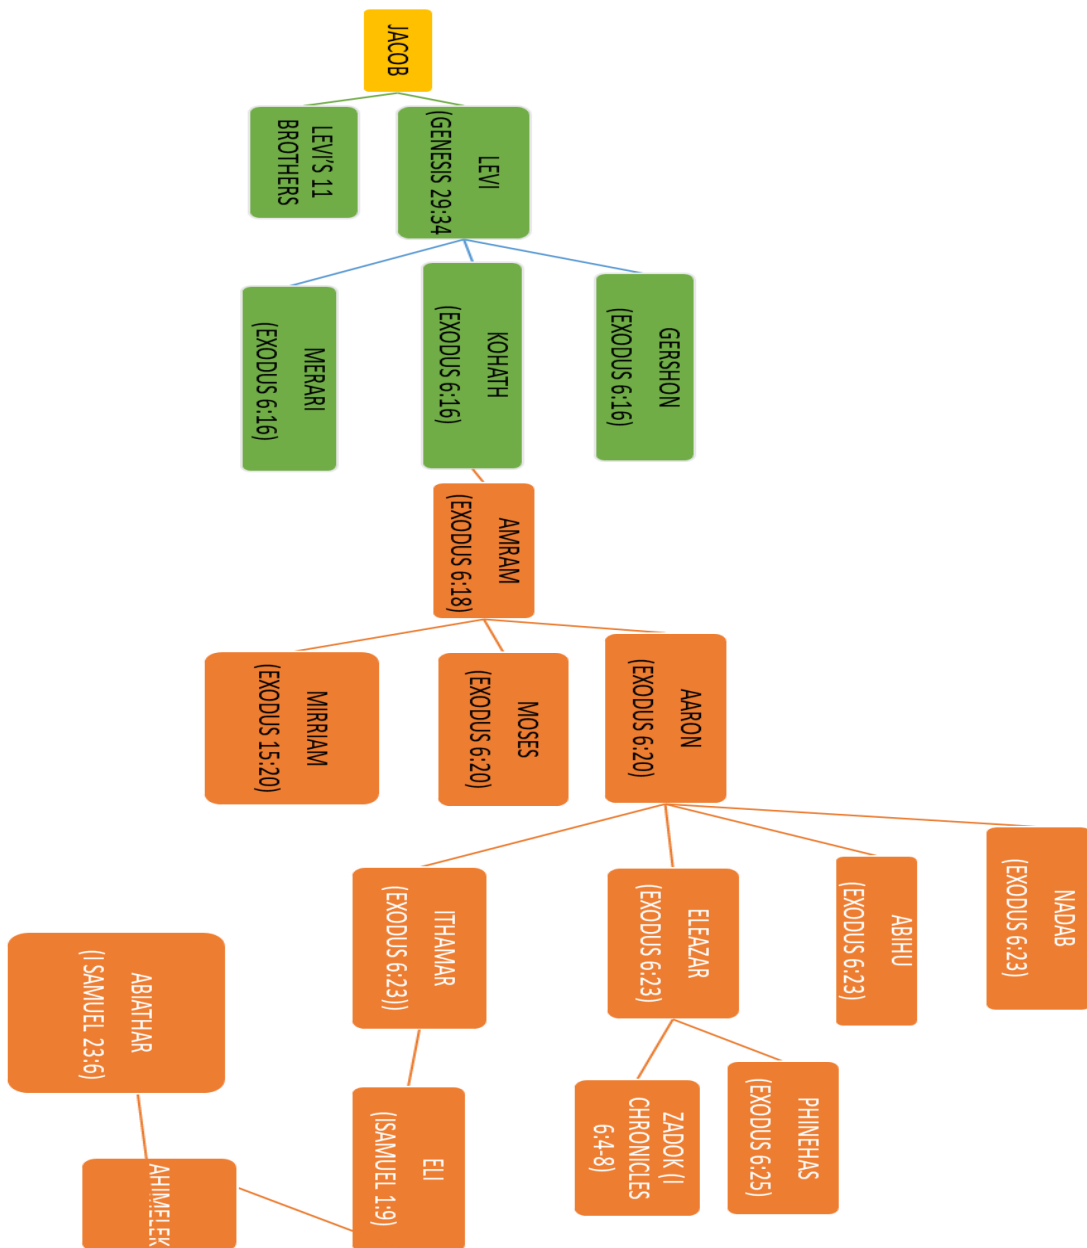 JACOB
LEVI'S 11
BROTHERS
LEVI
(GENESIS 29:34
MERARI
(EXODUS 6:16)
KOHATH
(EXODUS 6:16)
GERSHON
(EXODUS 6:16)
AMRAM
(EXODUS 6:18)
MIRRIAM
(EXODUS 15:20)
MOSES
(EXODUS 6:20)
AARON
(EXODUS 6:20)
ITHAMAR
(EXODUS 6:23))
ELEAZAR
(EXODUS 6:23)
ABIHU
(EXODUS 6:23)
NADAB
(EXODUS 6:23)
ABIATHAR
(I SAMUEL 23:6)
AHIMELEK
ELI
(ISAMUEL 1:9)
ZADOK (I
CHRONICLES
6:4-8)
PHINEHAS
(EXODUS 6:25)